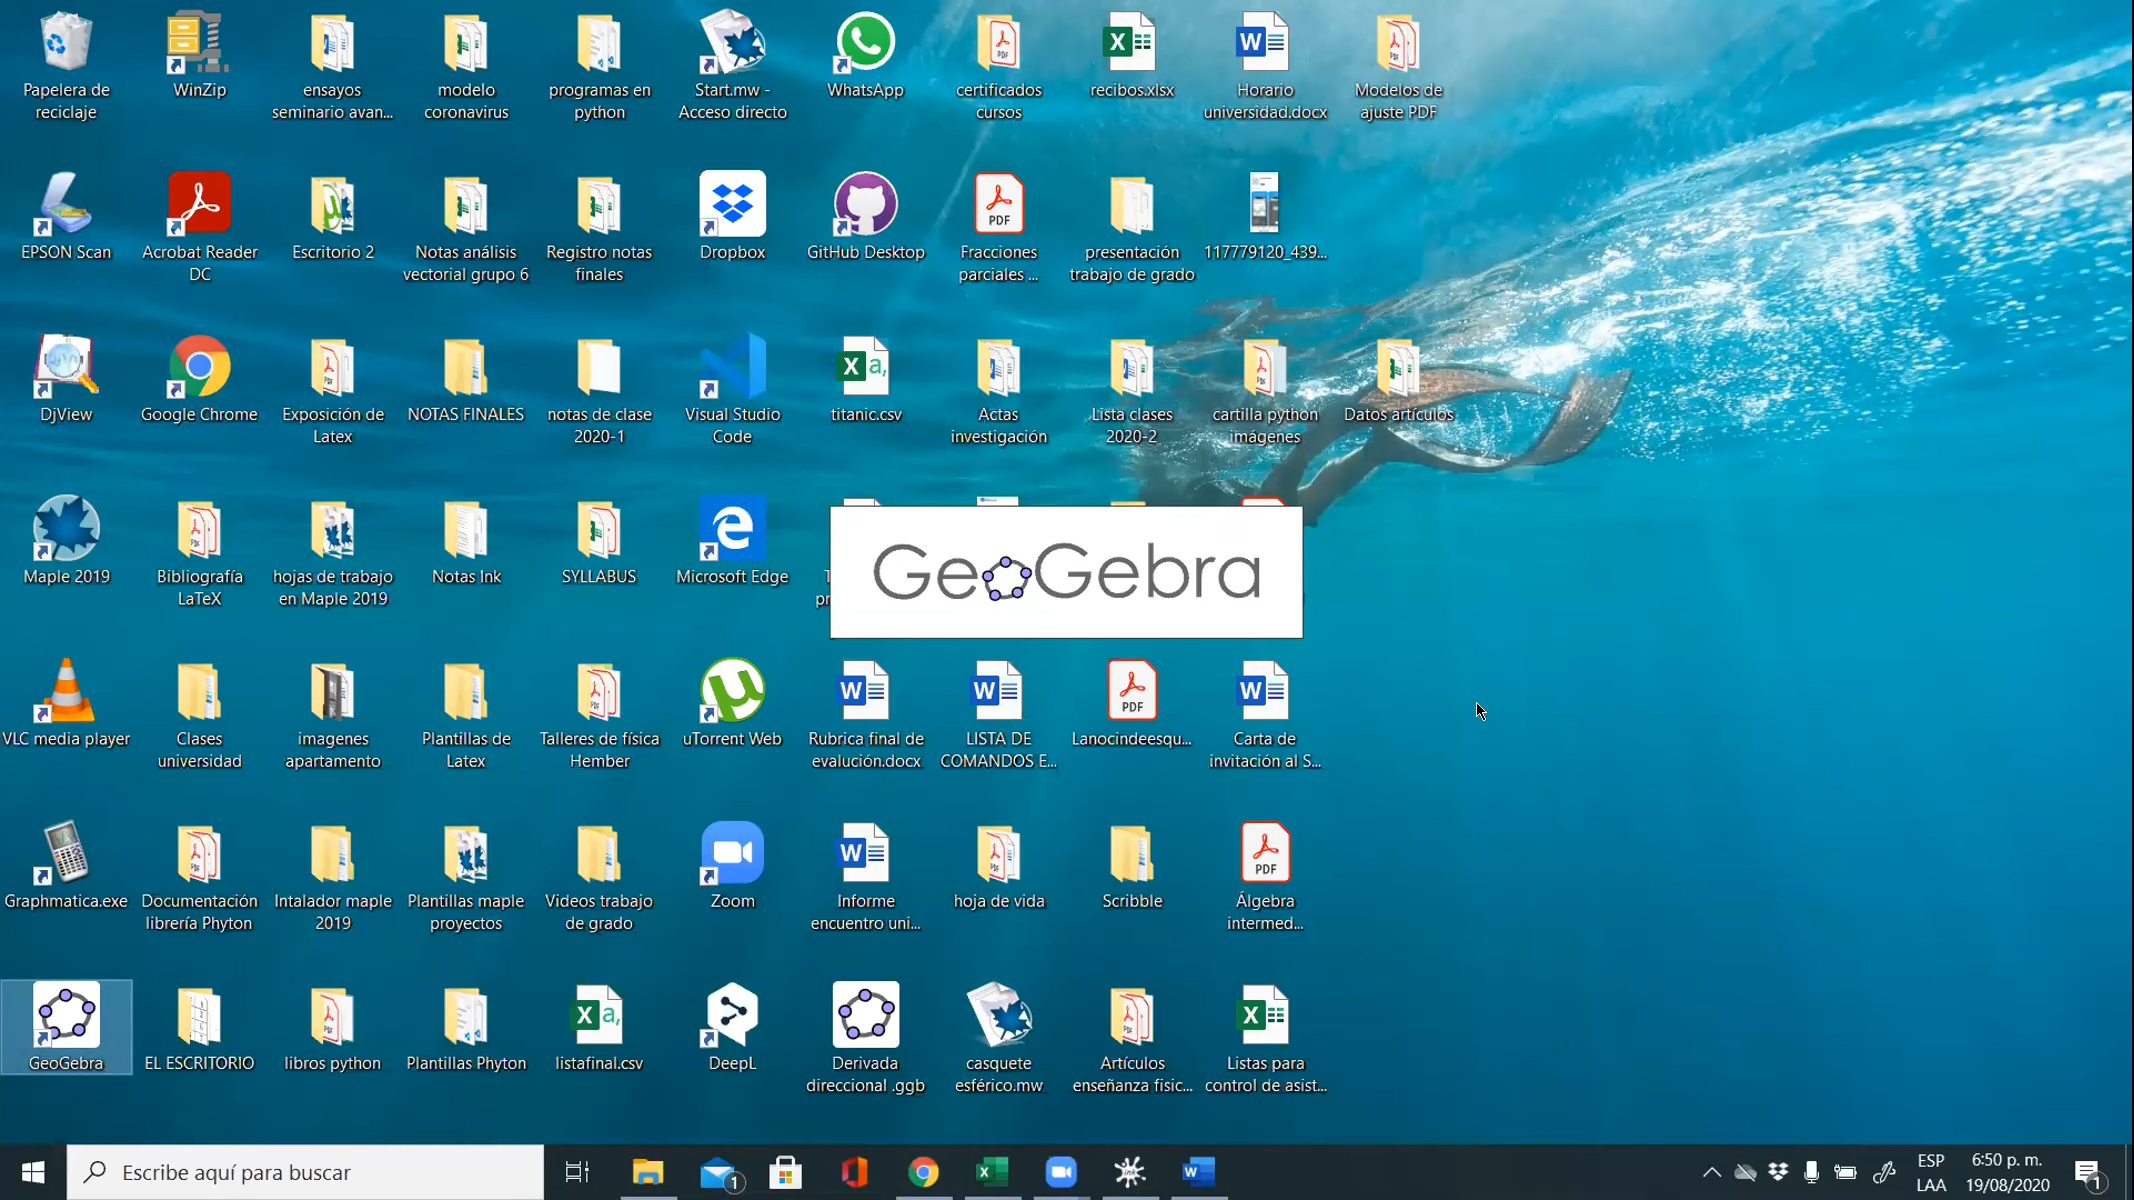 Papelera de
reciclaje
WinZip
ensayos
seminario avan...
modelo
coronavirus
programas en
python
Start.mw -
Acceso directo
WhatsApp
certificados
cursos
recibos.xlsx
Horario
universidad.docx
Modelos de
ajuste PDF
EPSON Scan
Acrobat Reader
DC
Escritorio 2
Notas análisis
vectorial grupo 6
Registro notas
finales
Dropbox
GitHub Desktop
PDF
Fracciones
parciales ...
presentación
trabajo de grado
117779120_439...
DjView
Google Chrome
Exposición de
Latex
NOTAS FINALES
notas de clase
2020-1
Visual Studio
Code
titanic.csv
Actas
investigación
Lista clases
2020-2
cartilla python
imágenes
Datos artículos
Maple 2019
Bibliografía
LaTeX
hojas de trabajo
en Maple 2019
Notas Ink
SYLLABUS
Microsoft Edge
GeoGebra
VLC media player
Clases
universidad
imagenes
apartamento
Plantillas de
Latex
Talleres de física
Hember
uTorrent Web
Rubrica final de
evalución.docx
LISTA DE
COMANDOS E...
PDF
Lanocindeesqu...
Carta de
invitación al S...
Graphmatica.exe
Documentación
librería Phyton
Intalador maple
2019
Plantillas maple
proyectos
Videos trabajo
de grado
Zoom
Informe
encuentro uni...
hoja de vida
Scribble
PDF
Álgebra
intermed...
GeoGebra
EL ESCRITORIO
libros python
Plantillas Phyton
listafinal.csv
DeepL
Derivada
direccional .ggb
casquete
esférico.mw
Artículos
enseñanza fisic...
Listas para
control de asist...
Escribe aquí para buscar
1
ESP
LAA
6:50 p. m.
19/08/2020
1